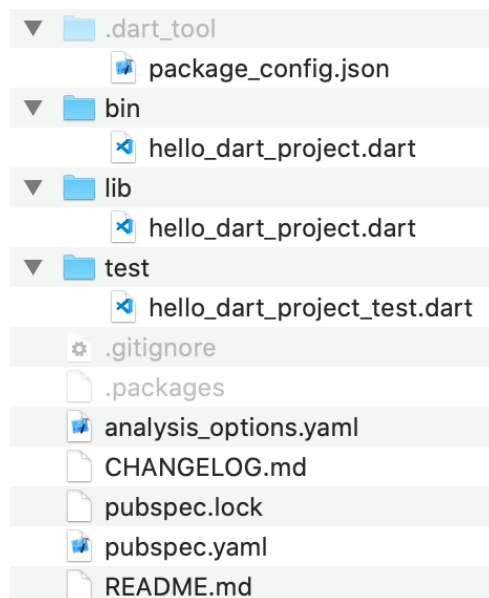 .dart_tool
package_config.json
bin
hello_dart_project.dart
lib
hello_dart_project.dart
test
hello_dart_project_test.dart
.gitignore
.packages
analysis_options.yaml
CHANGELOG.md
pubspec.lock
pubspec.yaml
README.md